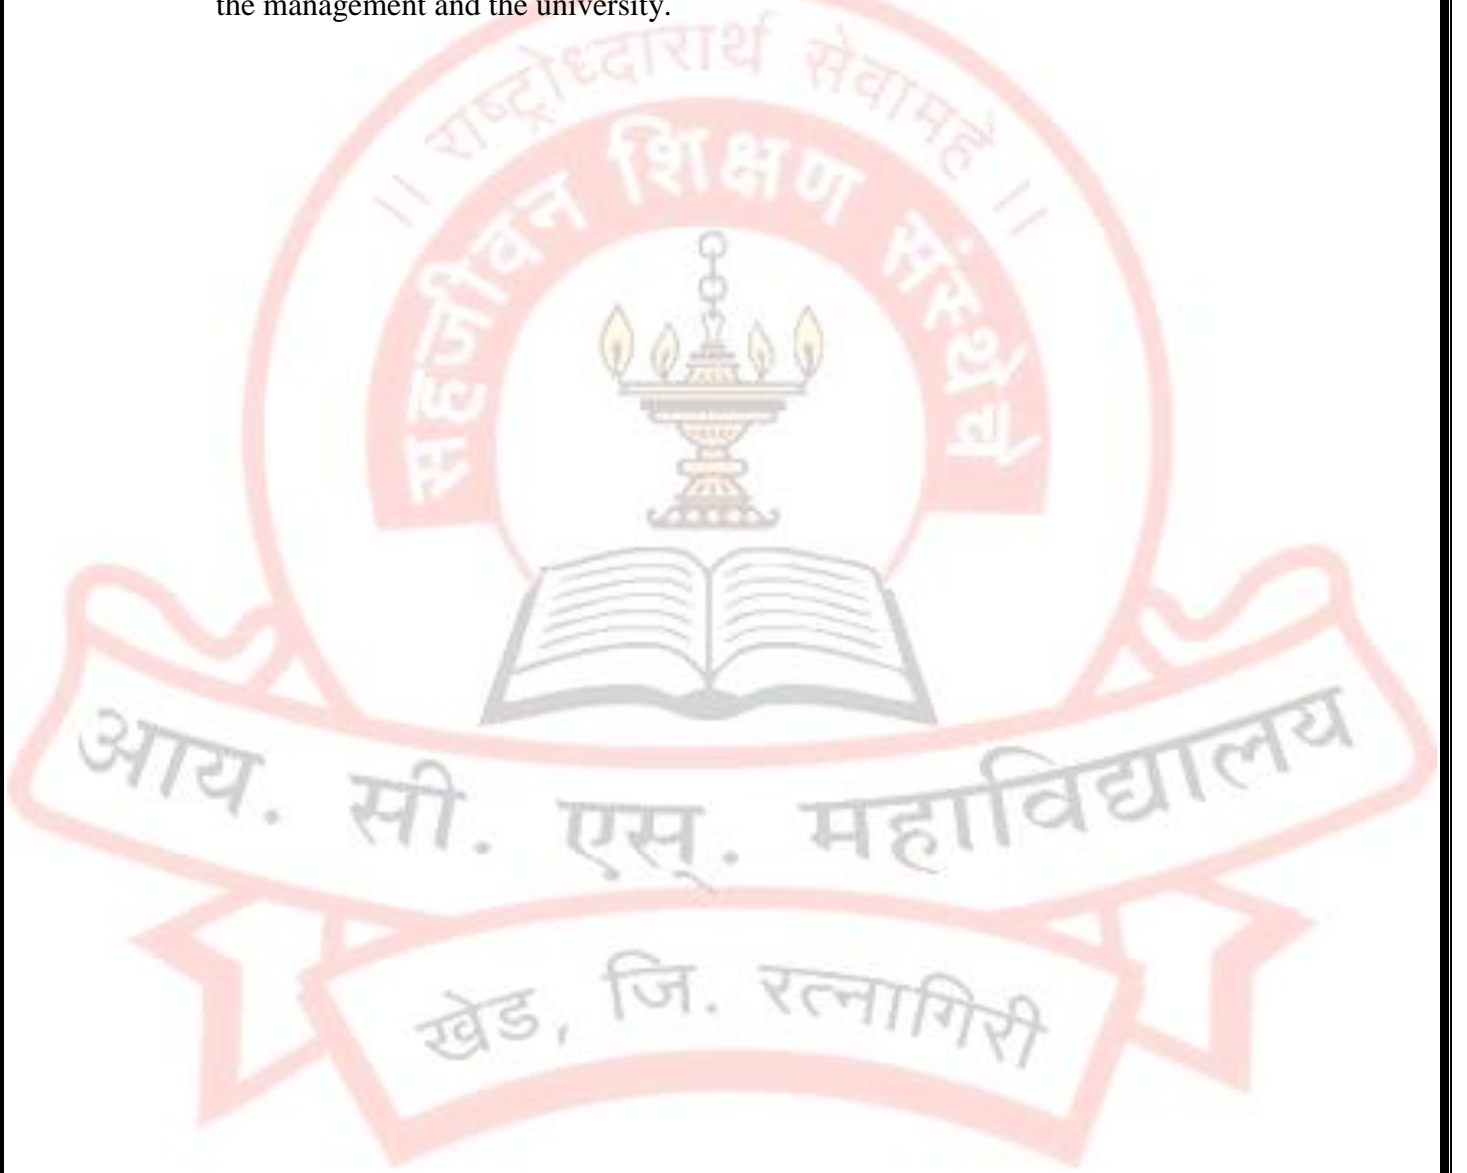 the management and the university.
|| राष्ट्रोध्दारार्थ सेवामहे ||
सहजीवन शिक्षण संस्थेचे
आय. सी. एस्. महाविद्यालय
खेड, जि. रत्नागिरी